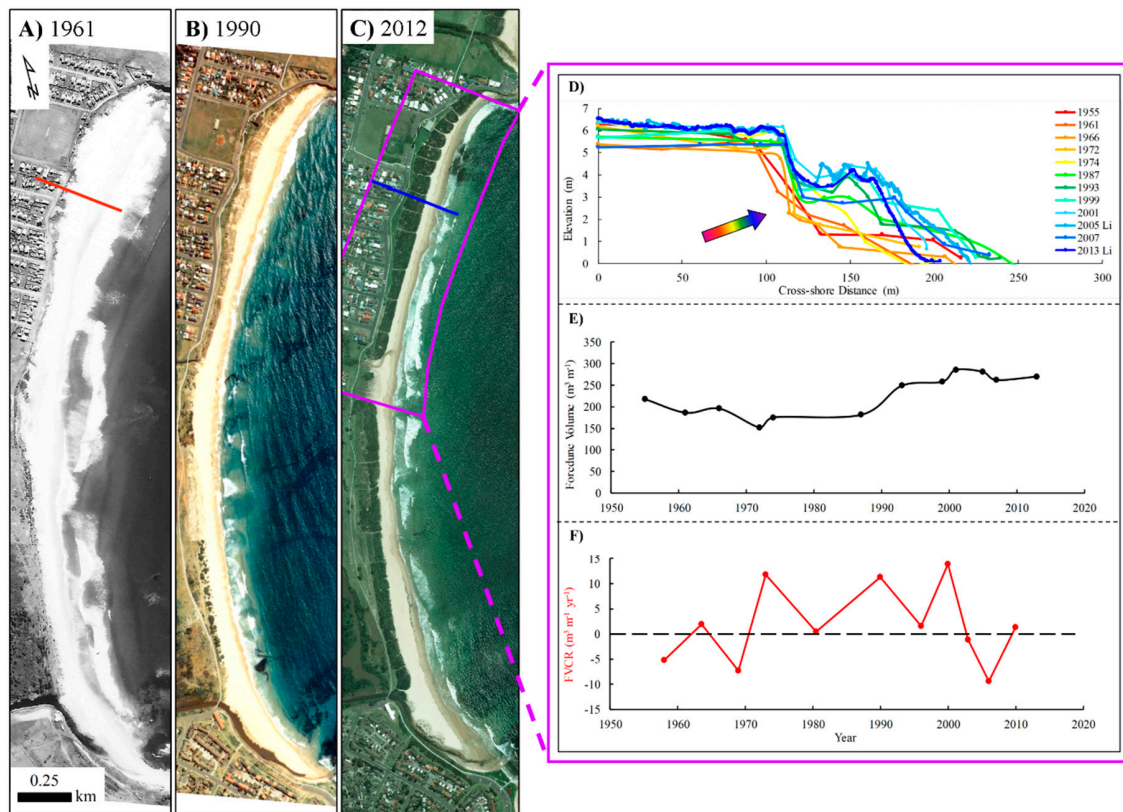 A) 1961
B) 1990
C) 2012
N
0.25
km
D)
7
6
5
4
3
2
1
0
Elevation (m)
0 50 100 150 200 250 300
Cross-shore Distance (m)
1955
1961
1966
1972
1974
1987
1993
1999
2001
2005 Li
2007
2013 Li
E)
350
300
250
200
150
100
50
0
Foredune Volume (m³ m⁻¹)
1950 1960 1970 1980 1990 2000 2010 2020
F)
15
10
5
0
-5
-10
-15
FVCR (m³ m⁻¹ yr⁻¹)
1950 1960 1970 1980 1990 2000 2010 2020
Year